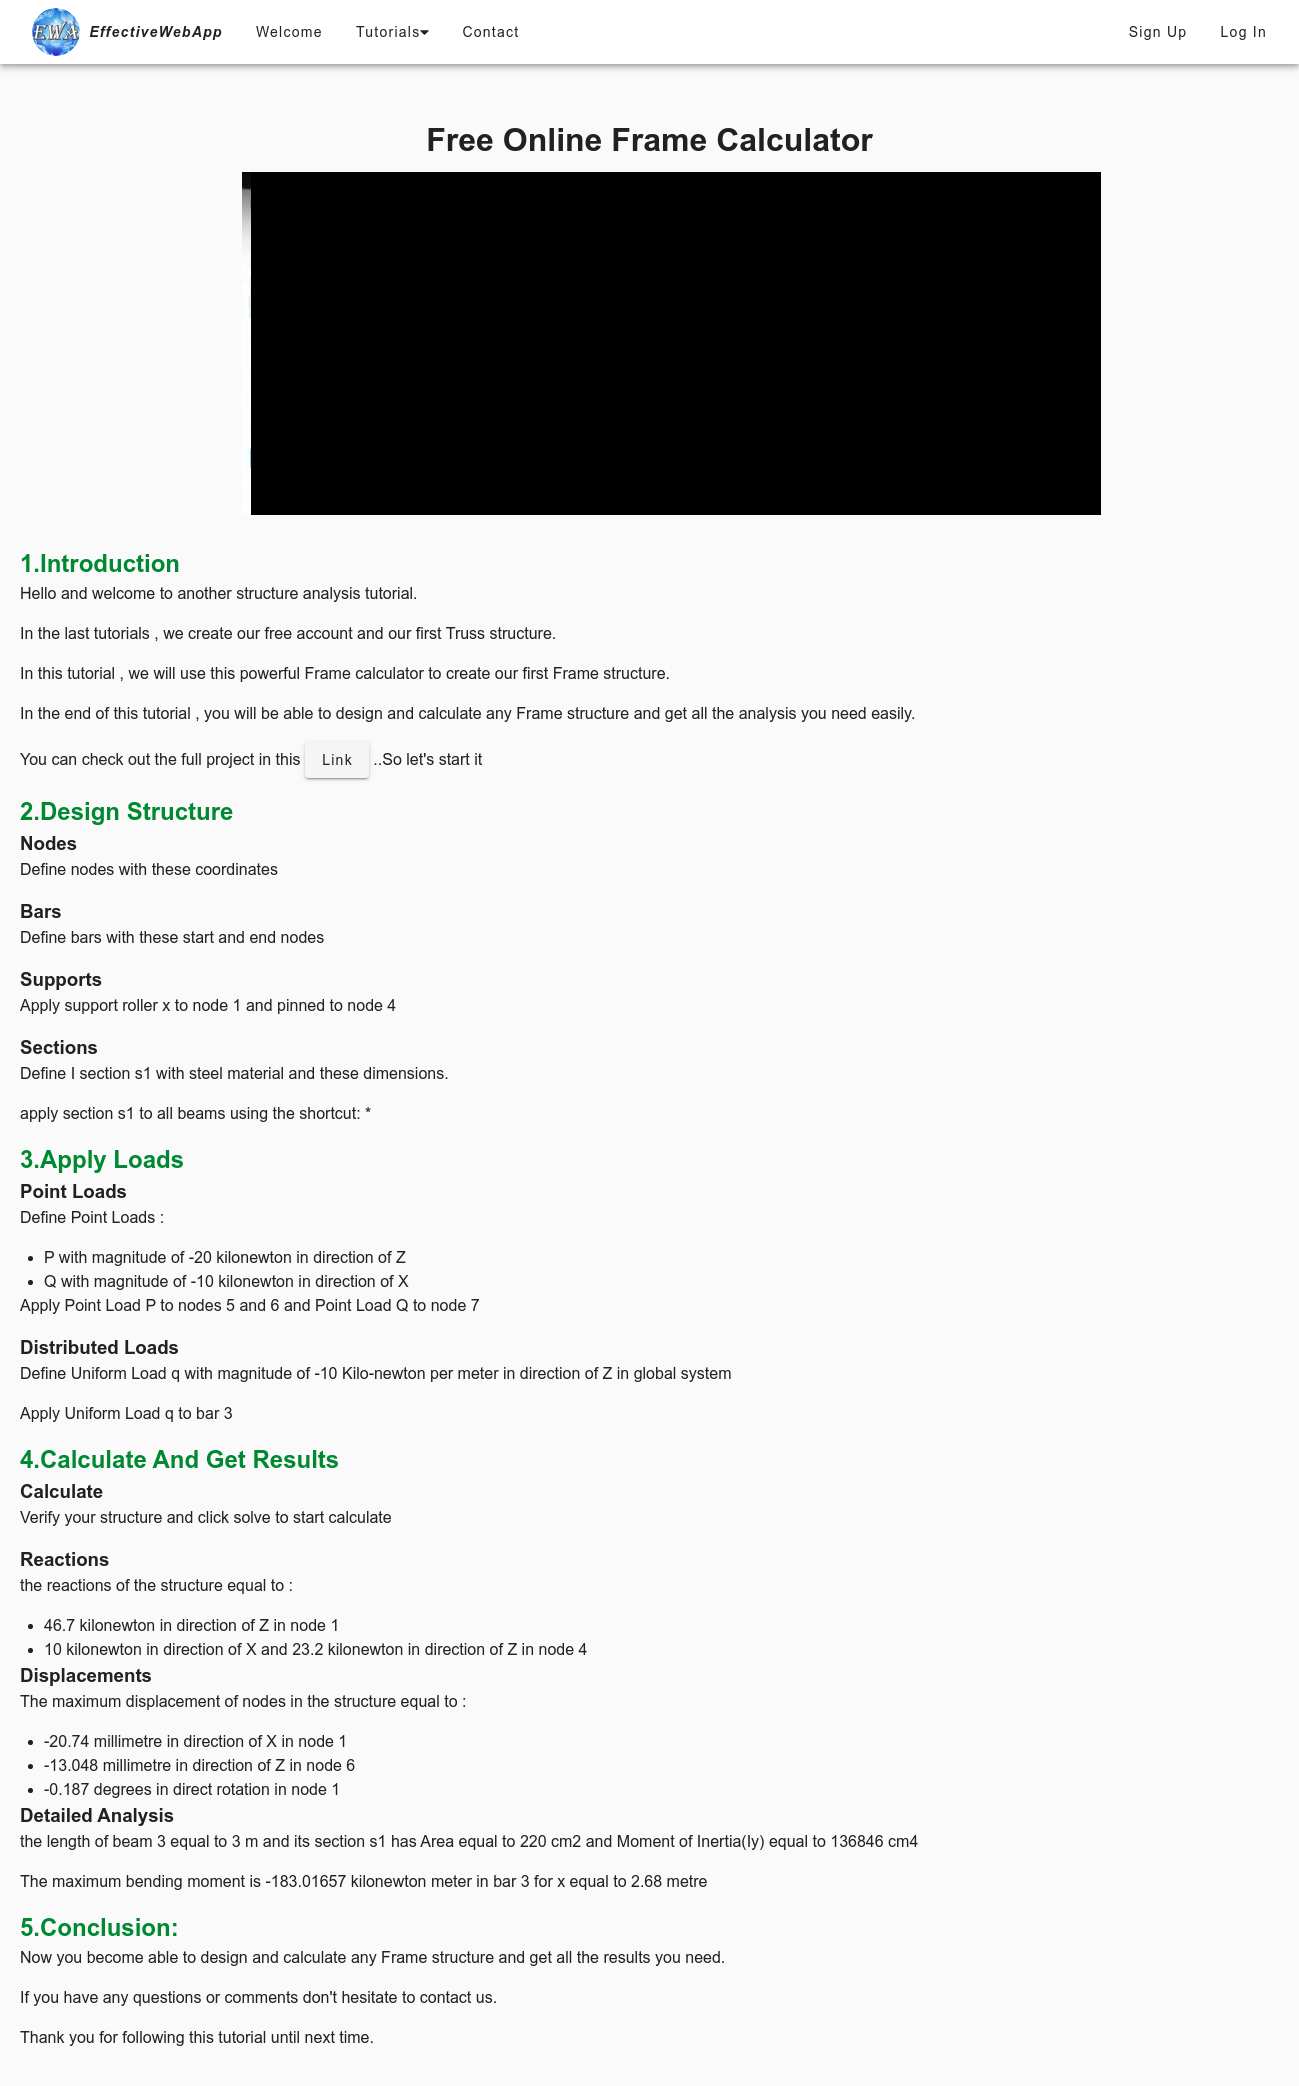 EWA EffectiveWebApp Welcome Tutorials Contact Sign Up Log In
Free Online Frame Calculator
1.Introduction
Hello and welcome to another structure analysis tutorial.
In the last tutorials , we create our free account and our first Truss structure.
In this tutorial , we will use this powerful Frame calculator to create our first Frame structure.
In the end of this tutorial , you will be able to design and calculate any Frame structure and get all the analysis you need easily.
You can check out the full project in this Link ..So let's start it
2.Design Structure
Nodes
Define nodes with these coordinates
Bars
Define bars with these start and end nodes
Supports
Apply support roller x to node 1 and pinned to node 4
Sections
Define I section s1 with steel material and these dimensions.
apply section s1 to all beams using the shortcut: *
3.Apply Loads
Point Loads
Define Point Loads :
• P with magnitude of -20 kilonewton in direction of Z
• Q with magnitude of -10 kilonewton in direction of X
Apply Point Load P to nodes 5 and 6 and Point Load Q to node 7
Distributed Loads
Define Uniform Load q with magnitude of -10 Kilo-newton per meter in direction of Z in global system
Apply Uniform Load q to bar 3
4.Calculate And Get Results
Calculate
Verify your structure and click solve to start calculate
Reactions
the reactions of the structure equal to :
• 46.7 kilonewton in direction of Z in node 1
• 10 kilonewton in direction of X and 23.2 kilonewton in direction of Z in node 4
Displacements
The maximum displacement of nodes in the structure equal to :
• -20.74 millimetre in direction of X in node 1
• -13.048 millimetre in direction of Z in node 6
• -0.187 degrees in direct rotation in node 1
Detailed Analysis
the length of beam 3 equal to 3 m and its section s1 has Area equal to 220 cm2 and Moment of Inertia(Iy) equal to 136846 cm4
The maximum bending moment is -183.01657 kilonewton meter in bar 3 for x equal to 2.68 metre
5.Conclusion:
Now you become able to design and calculate any Frame structure and get all the results you need.
If you have any questions or comments don't hesitate to contact us.
Thank you for following this tutorial until next time.